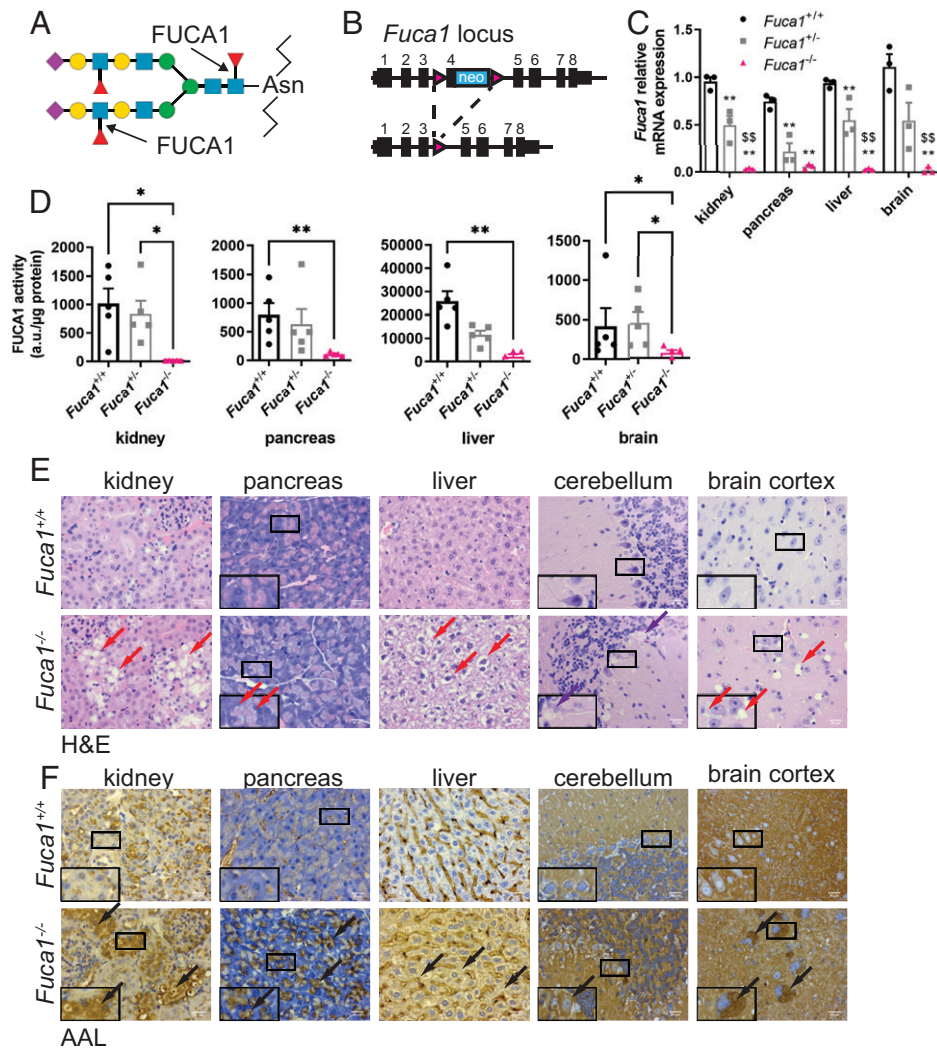 A
FUCA1
Asn
FUCA1
B
Fuca1 locus
1 2 3 4 5 6 7 8
neo
1 2 3 5 6 7 8
C
Fuca1 relative
mRNA expression
1.0
0.5
0.0
Fuca1+/+
Fuca1+/-
Fuca1-/-
** $$ **
** **
** $$ **
$$ **
kidney
pancreas
liver
brain
D
FUCA1 activity
(a.u./µg protein)
2000
1500
1000
500
0
*
*
Fuca1+/+
Fuca1+/-
Fuca1-/-
kidney
2000
1500
1000
500
0
**
Fuca1+/+
Fuca1+/-
Fuca1-/-
pancreas
50000
40000
30000
20000
10000
0
**
Fuca1+/+
Fuca1+/-
Fuca1-/-
liver
1500
1000
500
0
*
*
Fuca1+/+
Fuca1+/-
Fuca1-/-
brain
E
kidney pancreas liver cerebellum brain cortex
Fuca1+/+
Fuca1-/-
H&E
F
kidney pancreas liver cerebellum brain cortex
Fuca1+/+
Fuca1-/-
AAL